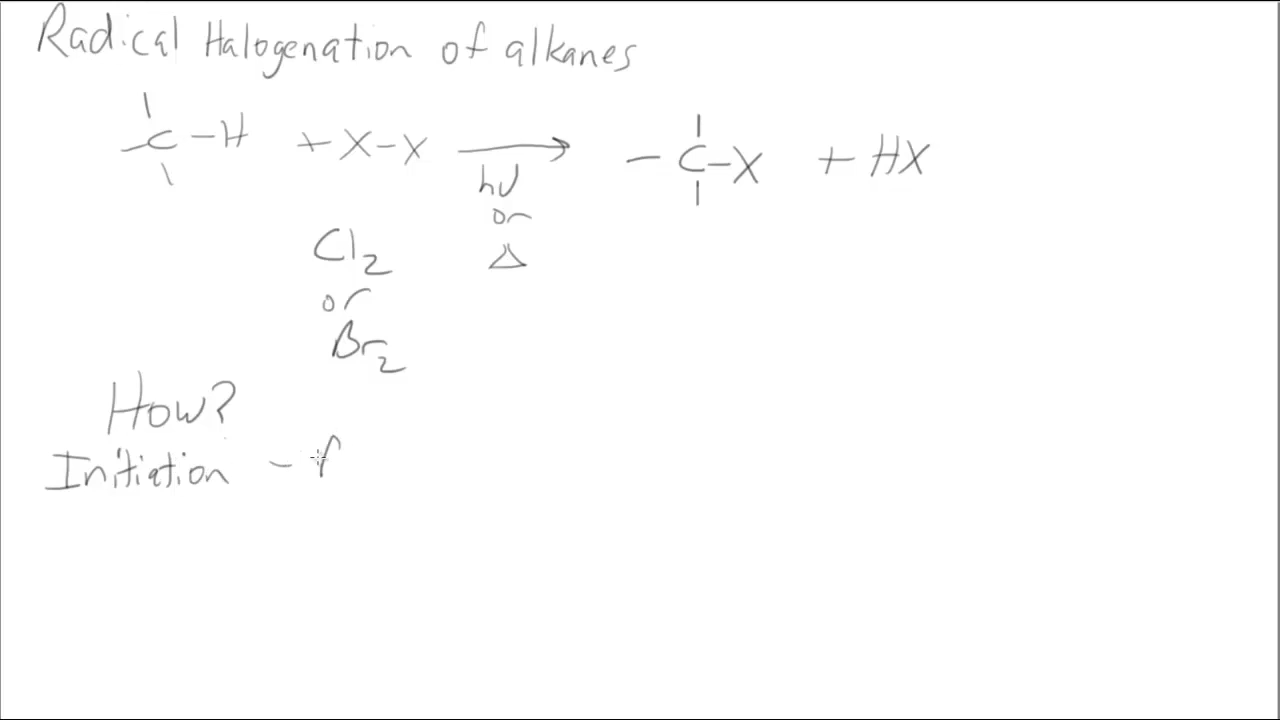 Radical Halogenation of alkanes
C-H + X-X → -C-X + HX
hν
or
Δ
Cl2
or
Br2
How?
Initiation - f